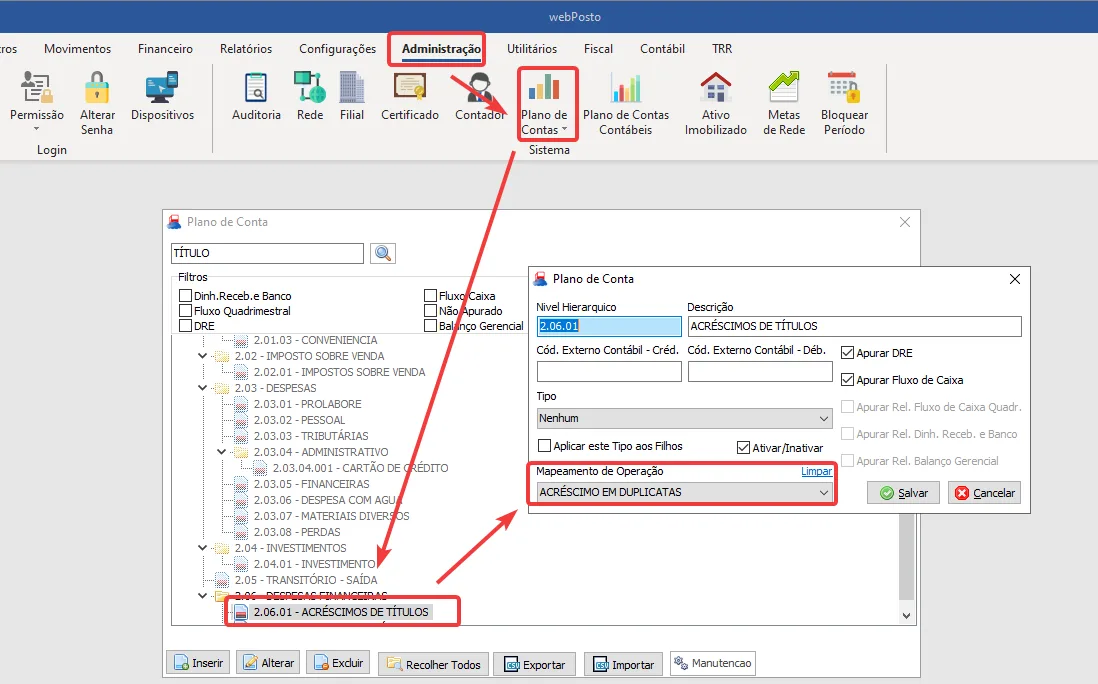 webPosto
ros Movimentos Financeiro Relatórios Configurações Administração Utilitários Fiscal Contábil TRR
Permissão Alterar Senha Dispositivos Auditoria Rede Filial Certificado Contador Plano de Contas Plano de Contas Contábeis Ativo Imobilizado Metas de Rede Bloquear Período
Login Sistema
Plano de Conta
TÍTULO
Filtros
Dinh.Receb.e Banco
Fluxo Caixa
Fluxo Quadrimestral
Não Apurado
DRE
Balanço Gerencial
2.01.03 - CONVENIENCIA
2.02 - IMPOSTO SOBRE VENDA
2.02.01 - IMPOSTOS SOBRE VENDA
2.03 - DESPESAS
2.03.01 - PROLABORE
2.03.02 - PESSOAL
2.03.03 - TRIBUTÁRIAS
2.03.04 - ADMINISTRATIVO
2.03.04.001 - CARTÃO DE CRÉDITO
2.03.05 - FINANCEIRAS
2.03.06 - DESPESA COM AGUA
2.03.07 - MATERIAIS DIVERSOS
2.03.08 - PERDAS
2.04 - INVESTIMENTOS
2.04.01 - INVESTIMENTO
2.05 - TRANSITÓRIO - SAÍDA
2.06 - DESPESAS FINANCEIRAS
2.06.01 - ACRÉSCIMOS DE TÍTULOS
Inserir Alterar Excluir Recolher Todos Exportar Importar Manutencao
Plano de Conta
Nivel Hierarquico Descrição
2.06.01 ACRÉSCIMOS DE TÍTULOS
Cód. Externo Contábil - Créd. Cód. Externo Contábil - Déb.
Apurar DRE
Apurar Fluxo de Caixa
Tipo
Apurar Rel. Fluxo de Caixa Quadr.
Nenhum
Apurar Rel. Dinh. Receb. e Banco
Aplicar este Tipo aos Filhos Ativar/Inativar
Apurar Rel. Balanço Gerencial
Mapeamento de Operação Limpar
ACRÉSCIMO EM DUPLICATAS
Salvar Cancelar